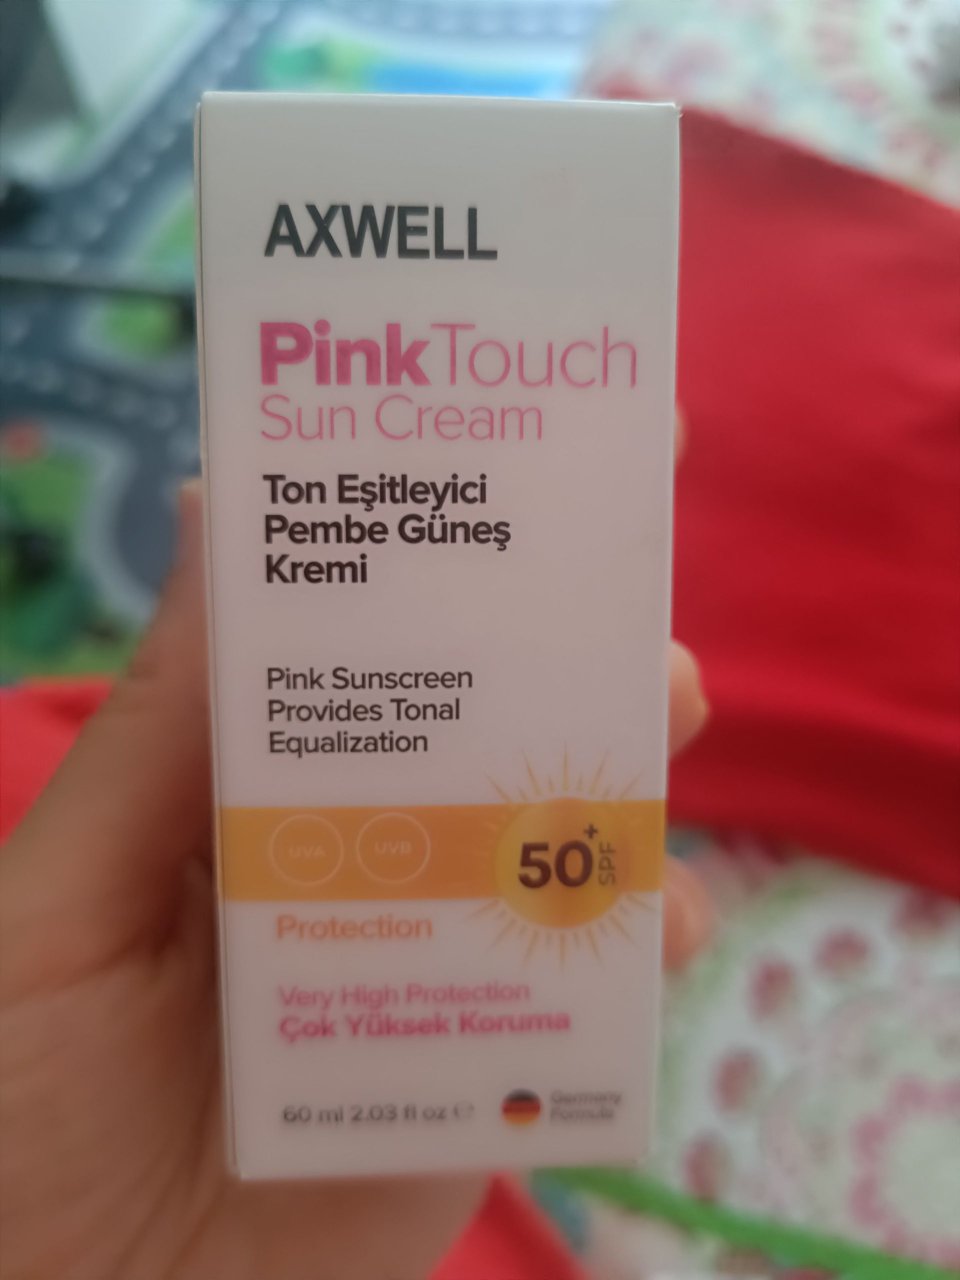 AXWELL
PinkTouch
Sun Cream
Ton Eşitleyici
Pembe Güneş
Kremi
Pink Sunscreen
Provides Tonal
Equalization
UVA UVB
50+ SPF
Protection
Very High Protection
Çok Yüksek Koruma
60 ml 2.03 fl oz ℮
Germany
Formula